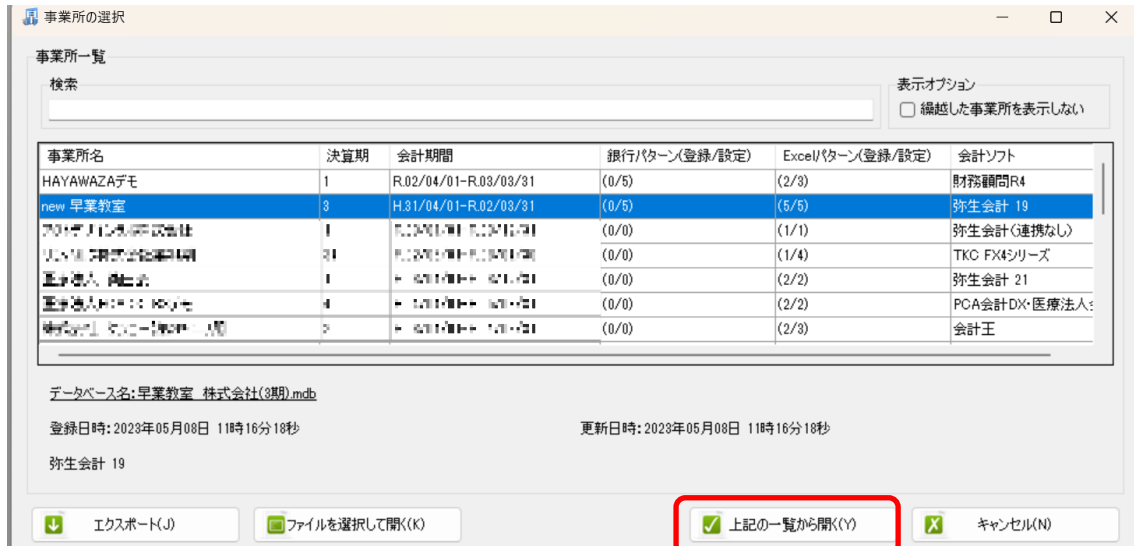 事業所の選択
事業所一覧
検索
表示オプション
繰越した事業所を表示しない
事業所名 決算期 会計期間 銀行パターン(登録/設定) Excelパターン(登録/設定) 会計ソフト
HAYAWAZAデモ 1 R.02/04/01-R.03/03/31 (0/5) (2/3) 財務顧問R4
new 早業教室 3 H.31/04/01-R.02/03/31 (0/5) (5/5) 弥生会計 19
(0/0) (1/1) 弥生会計(連携なし)
(0/0) (1/4) TKC FX4シリーズ
(0/0) (2/2) 弥生会計 21
(0/0) (2/2) PCA会計DX・医療法人
(0/0) (2/3) 会計王
データベース名:早業教室 株式会社(3期).mdb
登録日時:2023年05月08日 11時16分18秒 更新日時:2023年05月08日 11時16分18秒
弥生会計 19
エクスポート(J) ファイルを選択して開く(K) 上記の一覧から開く(Y) キャンセル(N)